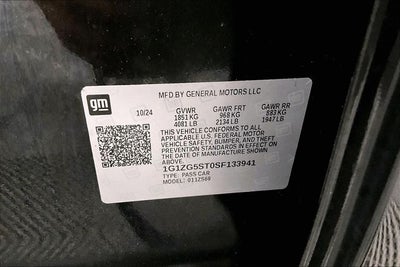 gm
MFD BY GENERAL MOTORS LLC
10/24 GVWR GAWR FRT GAWR RR
1851 KG 968 KG 883 KG
4081 LB 2134 LB 1947 LB
THIS VEHICLE CONFORMS TO ALL
APPLICABLE U.S. FEDERAL MOTOR
VEHICLE SAFETY, BUMPER, AND THEFT
PREVENTION STANDARDS IN EFFECT ON
THE DATE OF MANUFACTURE SHOWN
ABOVE.
1G1ZG5ST0SF133941
TYPE: PASS CAR
MODEL: 011ZS69